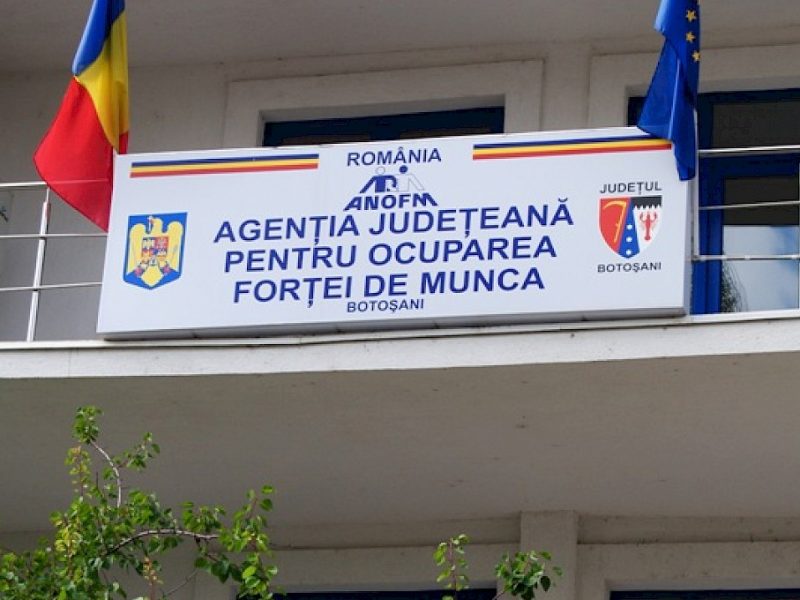 ROMÂNIA
ANOFM
AGENȚIA JUDEȚEANĂ
PENTRU OCUPAREA
FORȚEI DE MUNCA
BOTOȘANI
JUDEȚUL
BOTOȘANI